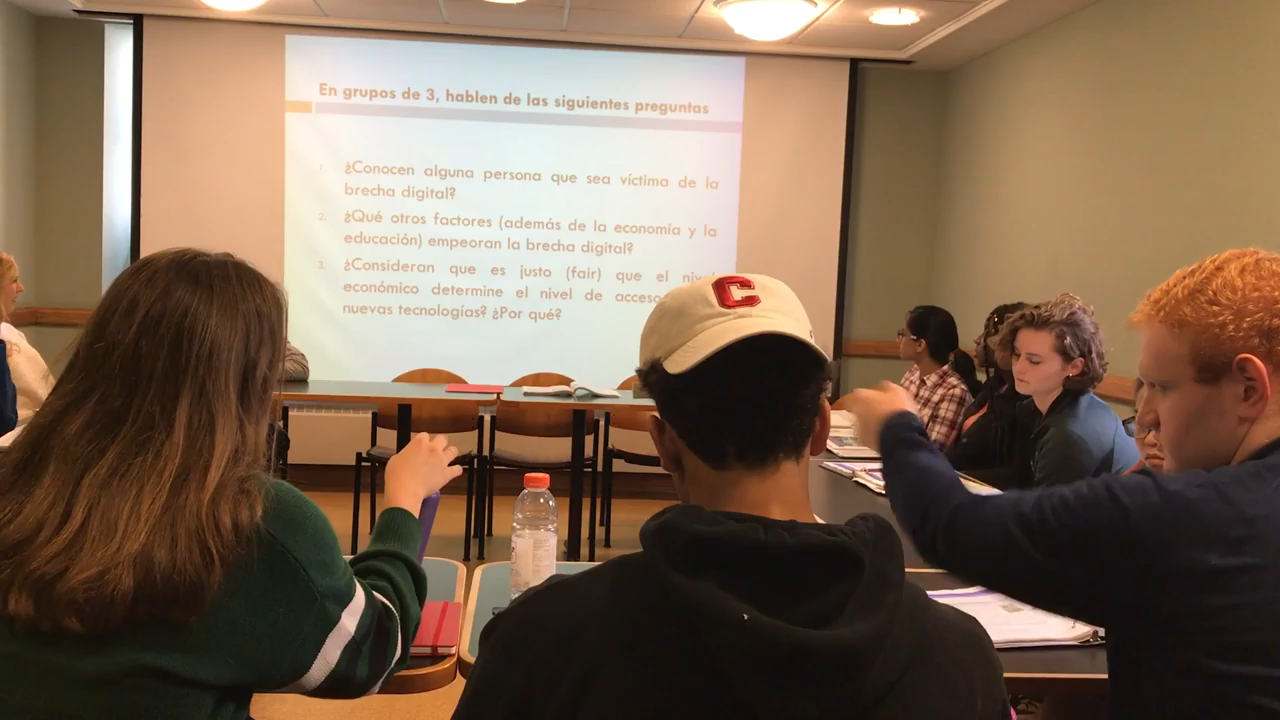 En grupos de 3, hablen de las siguientes preguntas
1. ¿Conocen alguna persona que sea víctima de la
brecha digital?
2. ¿Qué otros factores (además de la economía y la
educación) empeoran la brecha digital?
3. ¿Consideran que es justo (fair) que el
económico determine el nivel de acceso
nuevas tecnologías? ¿Por qué?
C